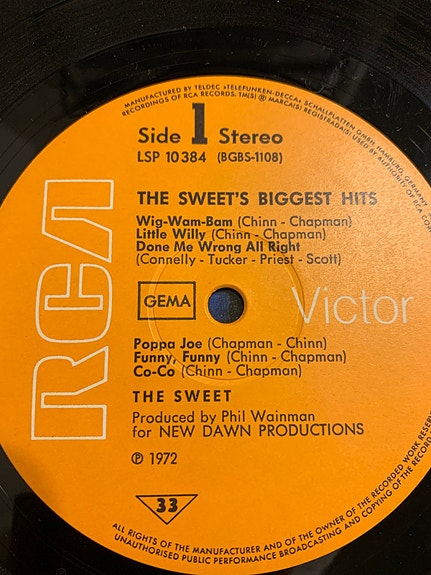 MANUFACTURED BY TELDEC »TELEFUNKEN-DECCA« SCHALLPLATTEN GMBH, HAMBURG, GERMANY
RECORDINGS OF RCA RECORDS. TM(S) ® MARCA(S) REGISTRADA(S) USED BY AUTHORITY OF RCA
Side 1 Stereo
LSP 10384 (BGBS-1108)
THE SWEET'S BIGGEST HITS
Wig-Wam-Bam (Chinn - Chapman)
Little Willy (Chinn - Chapman)
Done Me Wrong All Right
(Connelly - Tucker - Priest - Scott)
RCA
GEMA
Victor
Poppa Joe (Chapman - Chinn)
Funny, Funny (Chinn - Chapman)
Co-Co (Chinn - Chapman)
THE SWEET
Produced by Phil Wainman
for NEW DAWN PRODUCTIONS
℗ 1972
33
ALL RIGHTS OF THE MANUFACTURER AND OF THE OWNER OF THE RECORDED WORK
UNAUTHORISED PUBLIC PERFORMANCE BROADCASTING AND COPYING OF THE RECORD